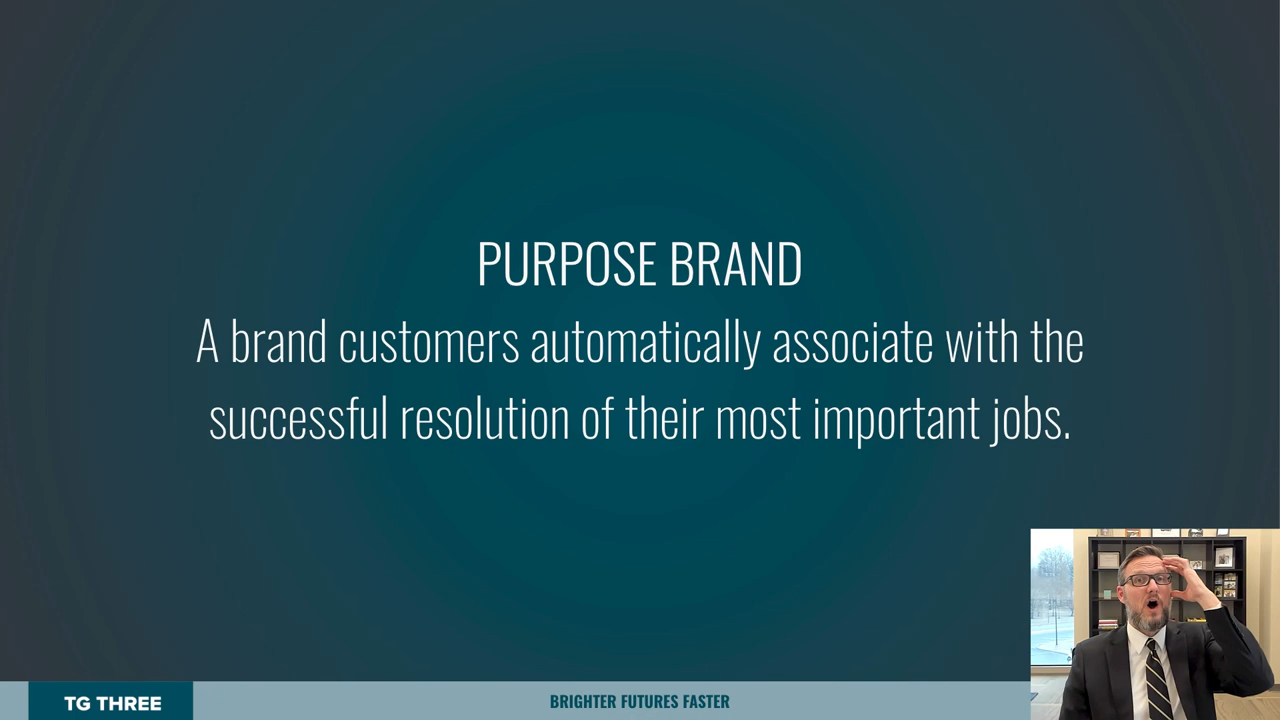 PURPOSE BRAND
A brand customers automatically associate with the
successful resolution of their most important jobs.
TG THREE
BRIGHTER FUTURES FASTER